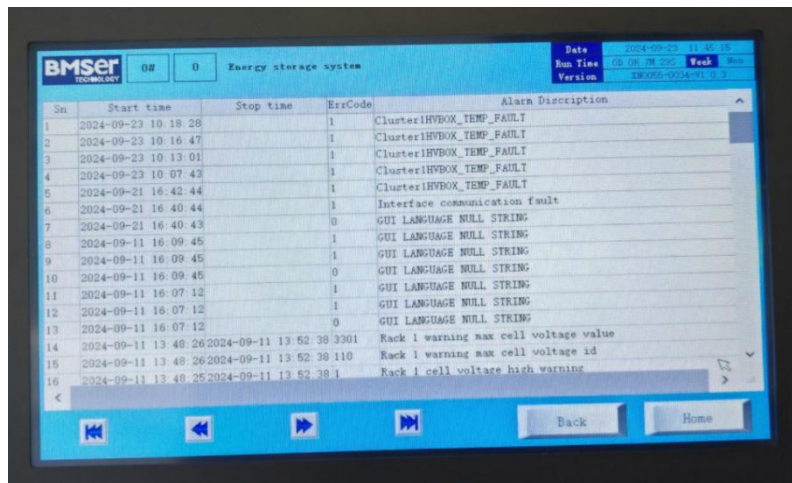 BMSer
TECHNOLOGY
0# 0 Energy storage system
Date 2024-09-23 11 45 15
Run Time 0D 0H 7M 29S Week Mon
Version
Sn Start time Stop time ErrCode Alarm Discription
1 2024-09-23 10:18:28 1 Cluster1HVBOX_TEMP_FAULT
2 2024-09-23 10:16:47 1 Cluster1HVBOX_TEMP_FAULT
3 2024-09-23 10:13:01 1 Cluster1HVBOX_TEMP_FAULT
4 2024-09-23 10:07:43 1 Cluster1HVBOX_TEMP_FAULT
5 2024-09-21 16:42:44 1 Cluster1HVBOX_TEMP_FAULT
6 2024-09-21 16:40:44 1 Interface communication fault
7 2024-09-21 16:40:43 0 GUI LANGUAGE NULL STRING
8 2024-09-11 16:09:45 1 GUI LANGUAGE NULL STRING
9 2024-09-11 16:09:45 1 GUI LANGUAGE NULL STRING
10 2024-09-11 16:09:45 0 GUI LANGUAGE NULL STRING
11 2024-09-11 16:07:12 1 GUI LANGUAGE NULL STRING
12 2024-09-11 16:07:12 1 GUI LANGUAGE NULL STRING
13 2024-09-11 16:07:12 0 GUI LANGUAGE NULL STRING
14 2024-09-11 13:48:26 2024-09-11 13:52:38 3301 Rack 1 warning max cell voltage value
15 2024-09-11 13:48:26 2024-09-11 13:52:38 110 Rack 1 warning max cell voltage id
16 2024-09-11 13:48:25 2024-09-11 13:52:38 1 Rack 1 cell voltage high warning
Back Home